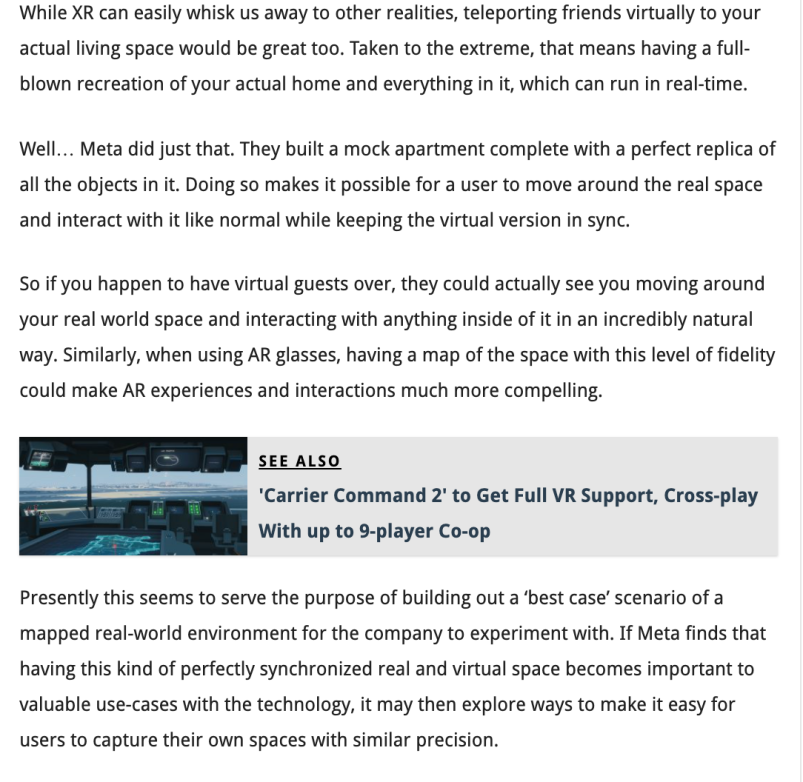 While XR can easily whisk us away to other realities, teleporting friends virtually to your
actual living space would be great too. Taken to the extreme, that means having a full-
blown recreation of your actual home and everything in it, which can run in real-time.
Well… Meta did just that. They built a mock apartment complete with a perfect replica of
all the objects in it. Doing so makes it possible for a user to move around the real space
and interact with it like normal while keeping the virtual version in sync.
So if you happen to have virtual guests over, they could actually see you moving around
your real world space and interacting with anything inside of it in an incredibly natural
way. Similarly, when using AR glasses, having a map of the space with this level of fidelity
could make AR experiences and interactions much more compelling.
SEE ALSO
'Carrier Command 2' to Get Full VR Support, Cross-play
With up to 9-player Co-op
Presently this seems to serve the purpose of building out a ‘best case’ scenario of a
mapped real-world environment for the company to experiment with. If Meta finds that
having this kind of perfectly synchronized real and virtual space becomes important to
valuable use-cases with the technology, it may then explore ways to make it easy for
users to capture their own spaces with similar precision.